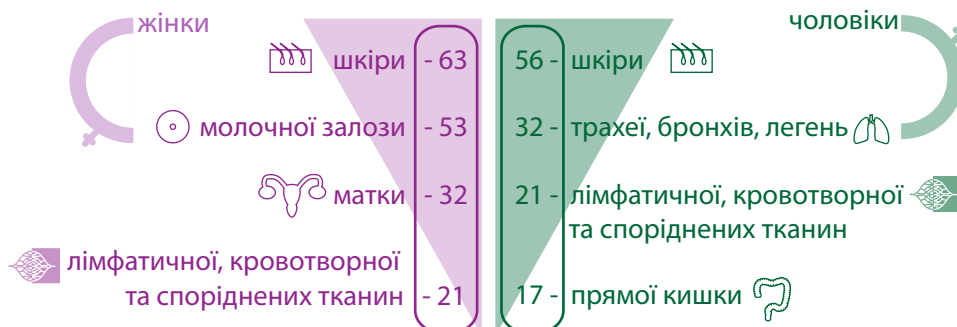 жінки
шкіри - 63
молочної залози - 53
матки - 32
лімфатичної, кровотворної
та споріднених тканин - 21
чоловіки
56 - шкіри
32 - трахеї, бронхів, легень
21 - лімфатичної, кровотворної
та споріднених тканин
17 - прямої кишки